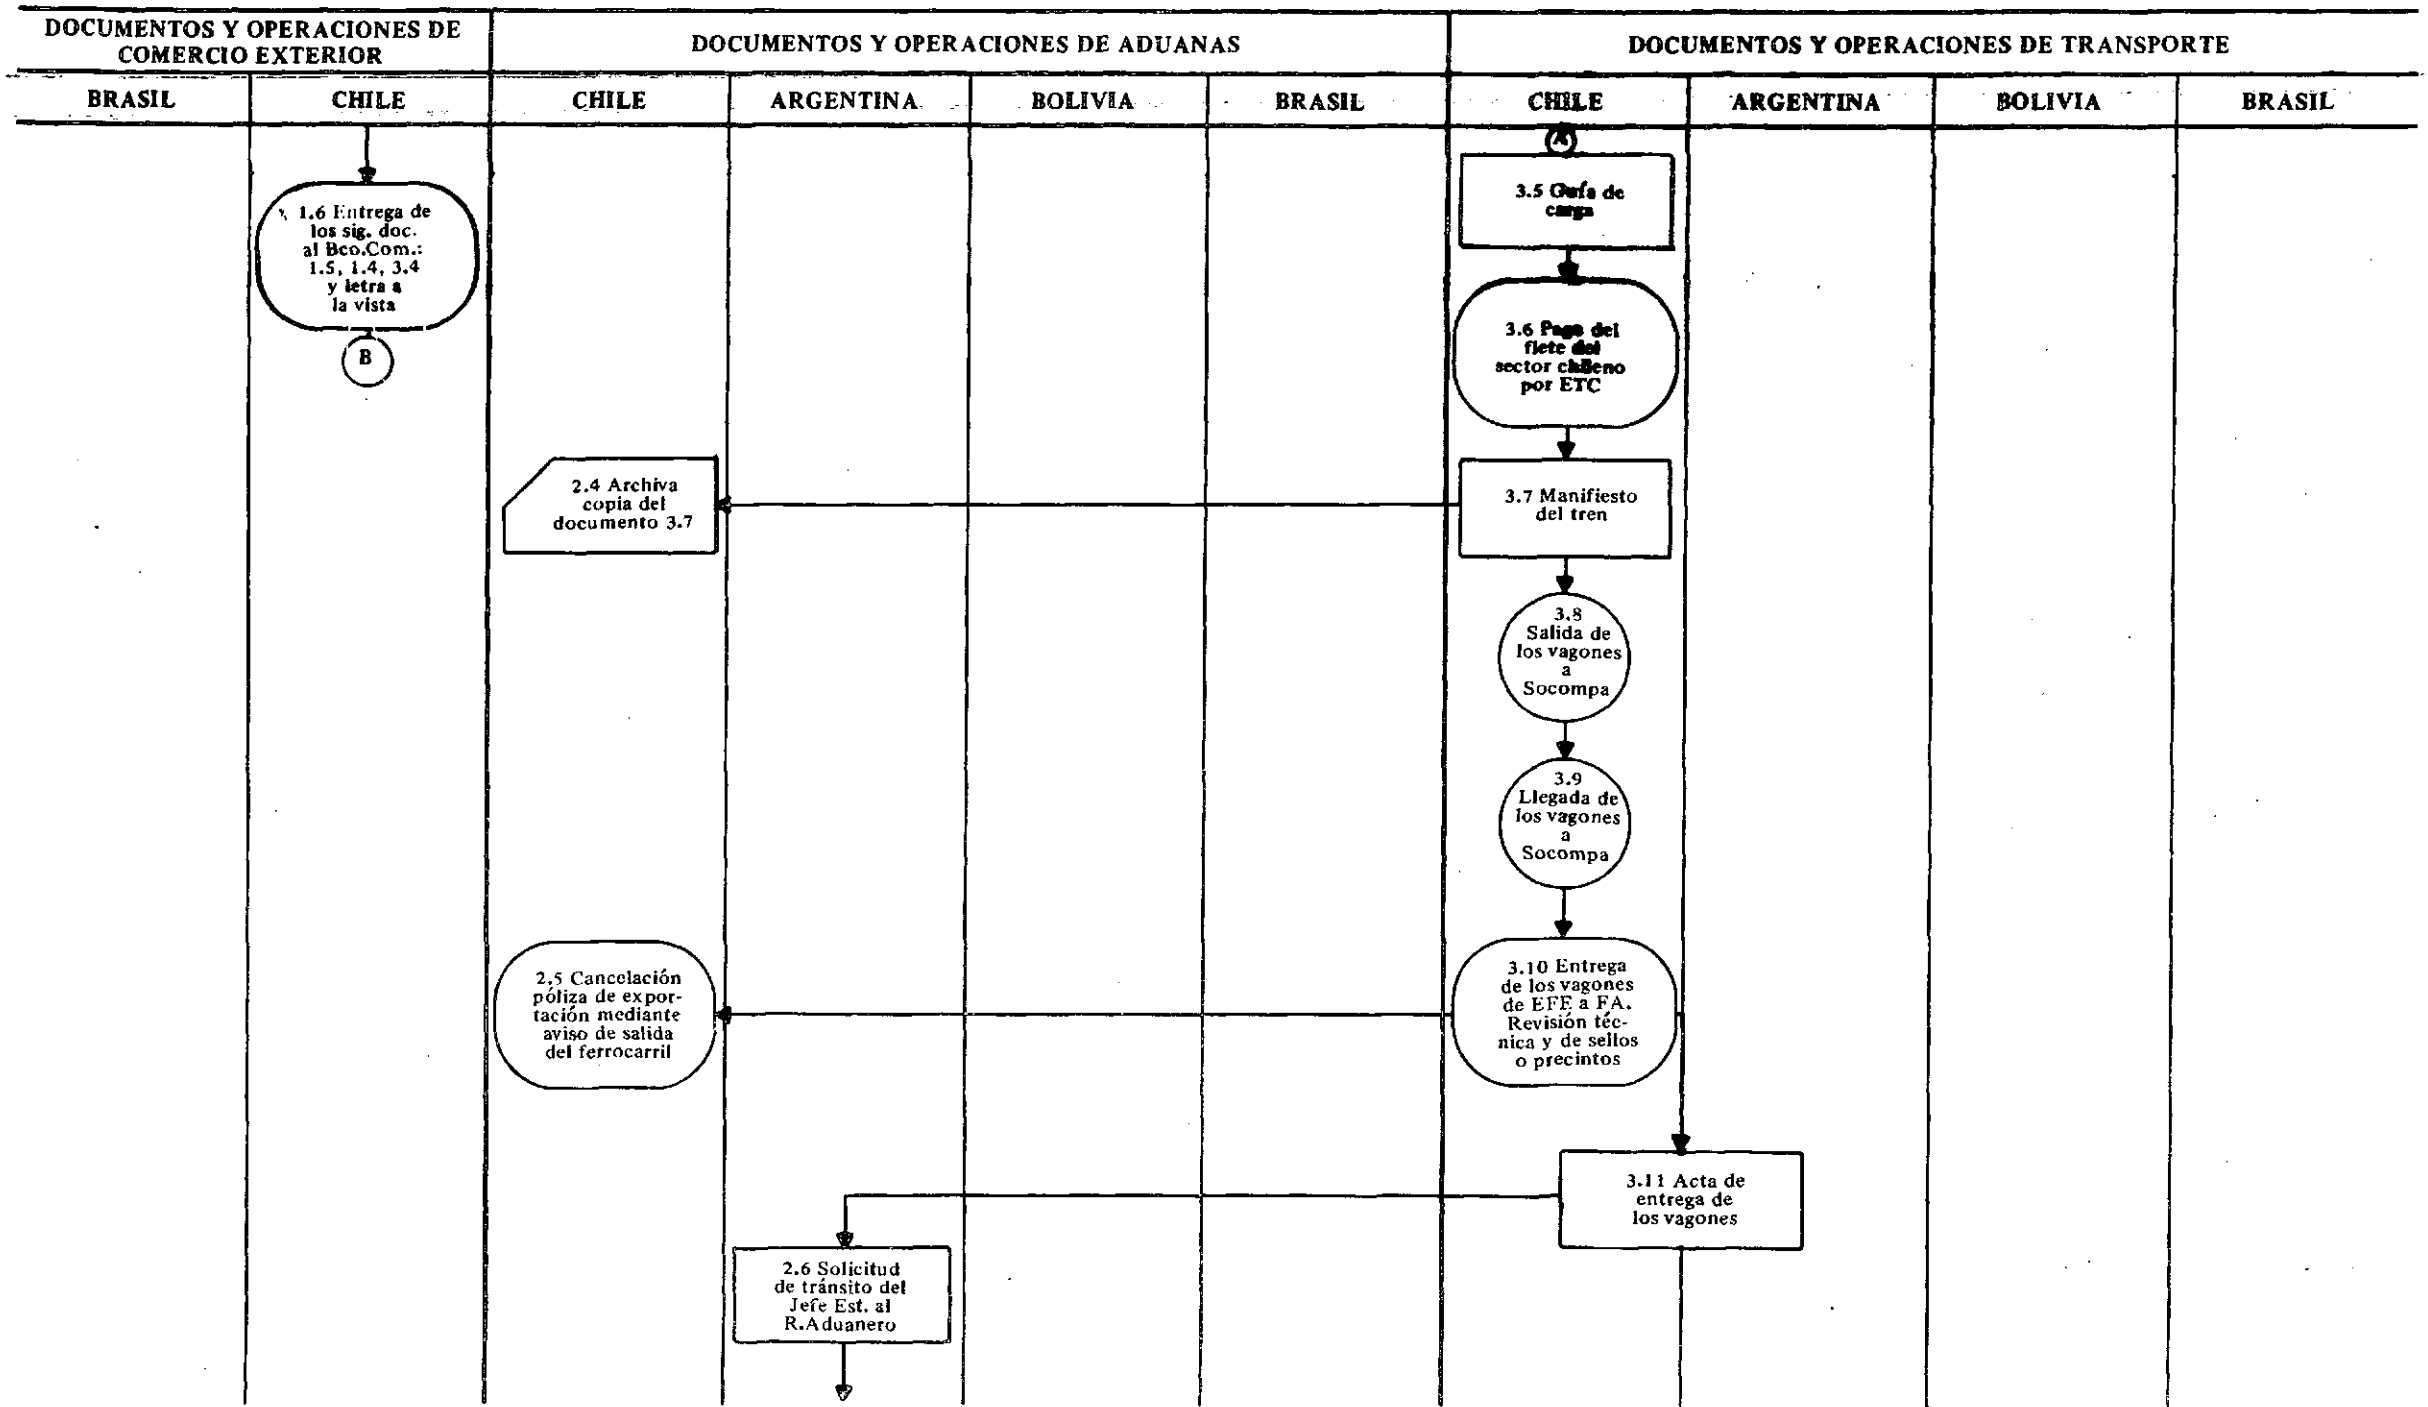 DOCUMENTOS Y OPERACIONES DE
COMERCIO EXTERIOR
DOCUMENTOS Y OPERACIONES DE ADUANAS
DOCUMENTOS Y OPERACIONES DE TRANSPORTE
BRASIL
CHILE
CHILE
ARGENTINA
BOLIVIA
BRASIL
CHILE
ARGENTINA
BOLIVIA
BRASIL
1.6 Entrega de
los sig. doc.
al Bco.Com.:
1.5, 1.4, 3.4
y letra a
la vista
B
A
3.5 Guía de
carga
3.6 Pago del
flete del
sector chileno
por ETC
2.4 Archiva
copia del
documento 3.7
3.7 Manifiesto
del tren
3.8
Salida de
los vagones
a
Socompa
3.9
Llegada de
los vagones
a
Socompa
2.5 Cancelación
póliza de expor-
tación mediante
aviso de salida
del ferrocarril
3.10 Entrega
de los vagones
de EFE a FA.
Revisión téc-
nica y de sellos
o precintos
3.11 Acta de
entrega de
los vagones
2.6 Solicitud
de tránsito del
Jefe Est. al
R.Aduanero